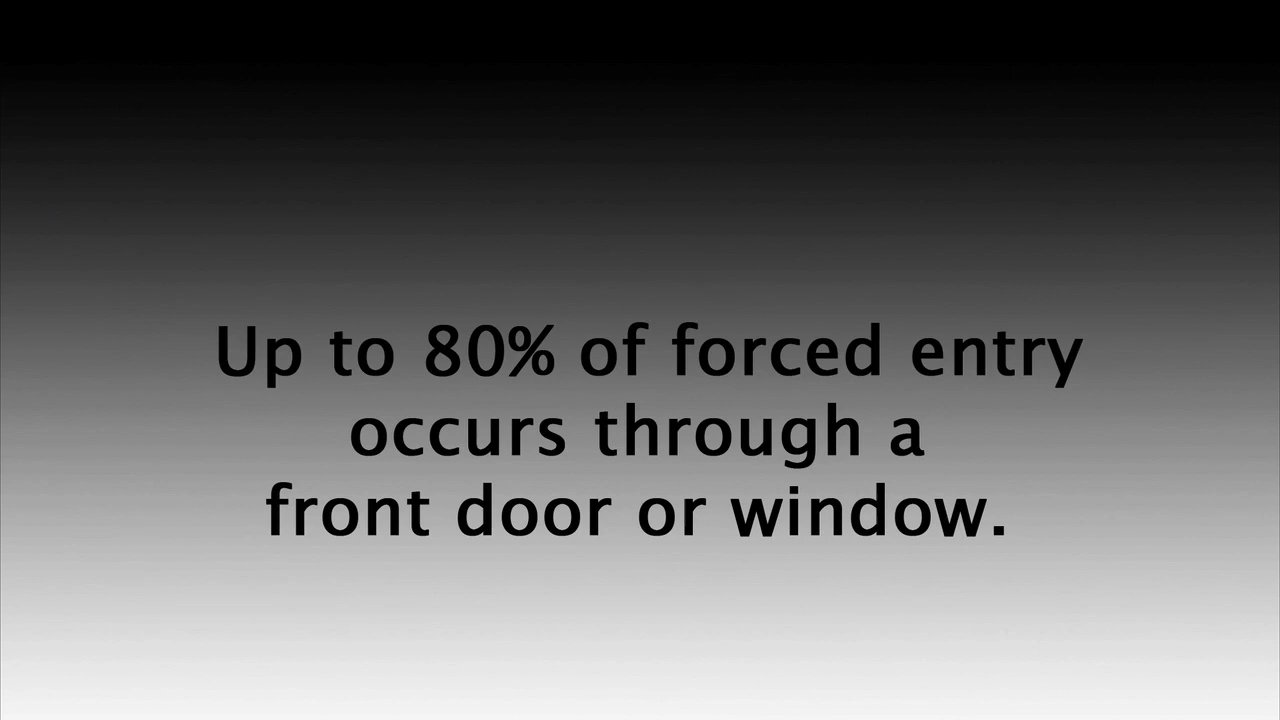 Up to 80% of forced entry
occurs through a
front door or window.